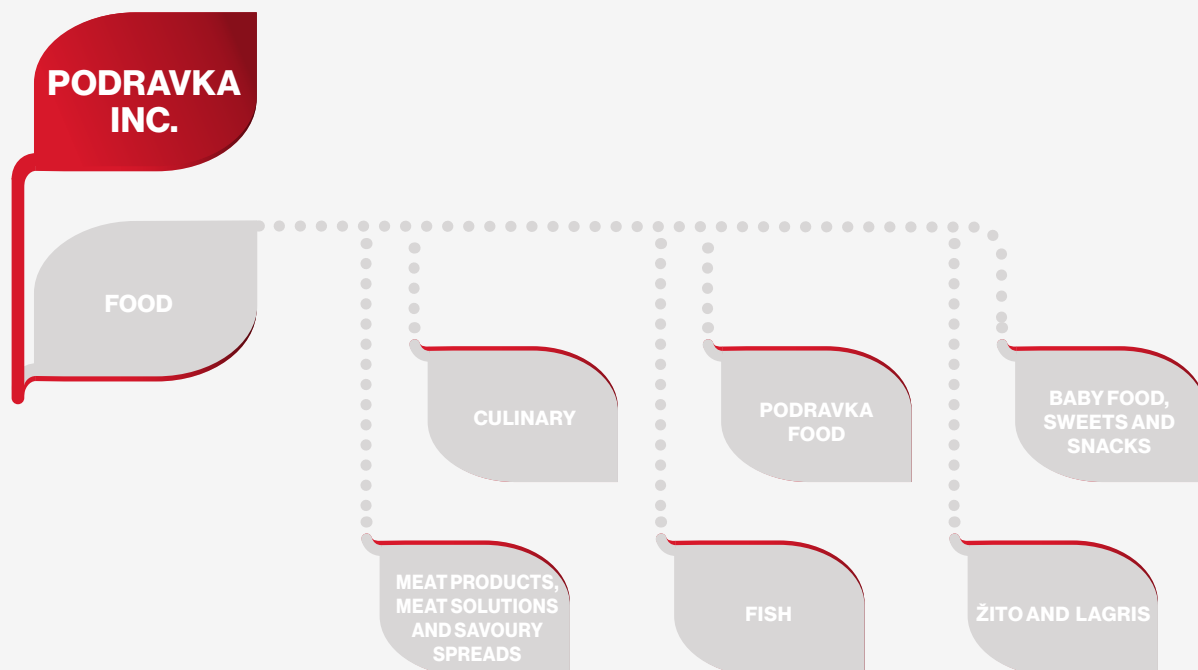 PODRAVKA
INC.
FOOD
CULINARY
PODRAVKA
FOOD
BABY FOOD,
SWEETS AND
SNACKS
MEAT PRODUCTS,
MEAT SOLUTIONS
AND SAVOURY
SPREADS
FISH
ŽITO AND LAGRIS